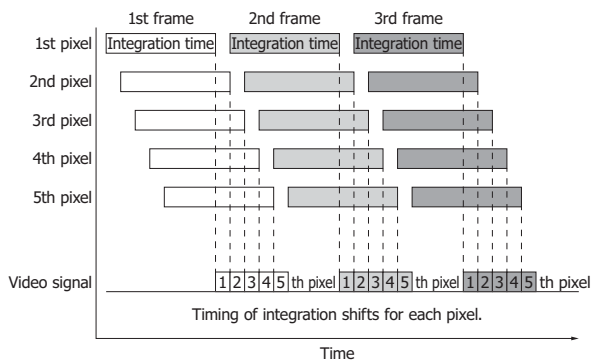 1st frame 2nd frame 3rd frame
1st pixel Integration time Integration time Integration time
2nd pixel
3rd pixel
4th pixel
5th pixel
Video signal 1 2 3 4 5 th pixel 1 2 3 4 5 th pixel 1 2 3 4 5 th pixel
Timing of integration shifts for each pixel.
Time